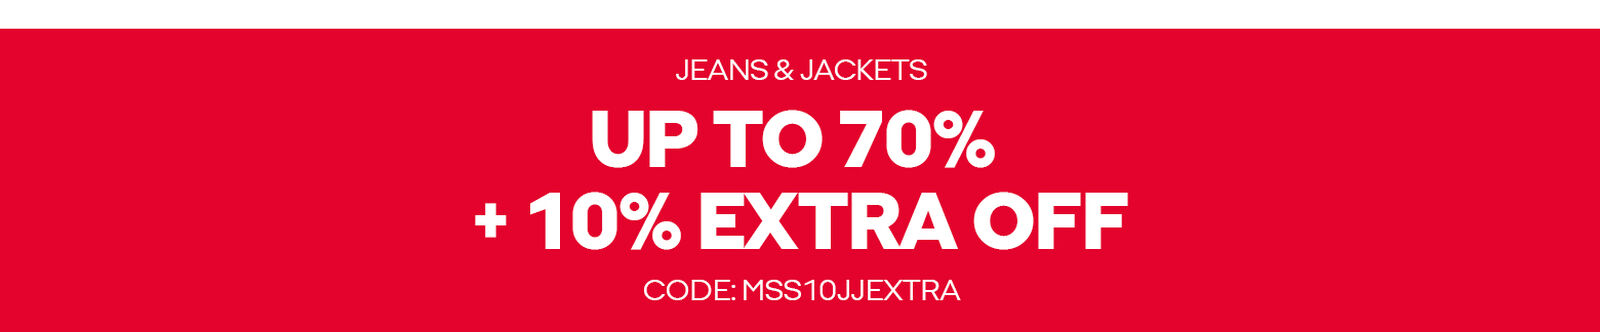 JEANS & JACKETS
UP TO 70%
+ 10% EXTRA OFF
CODE: MSS10JJEXTRA